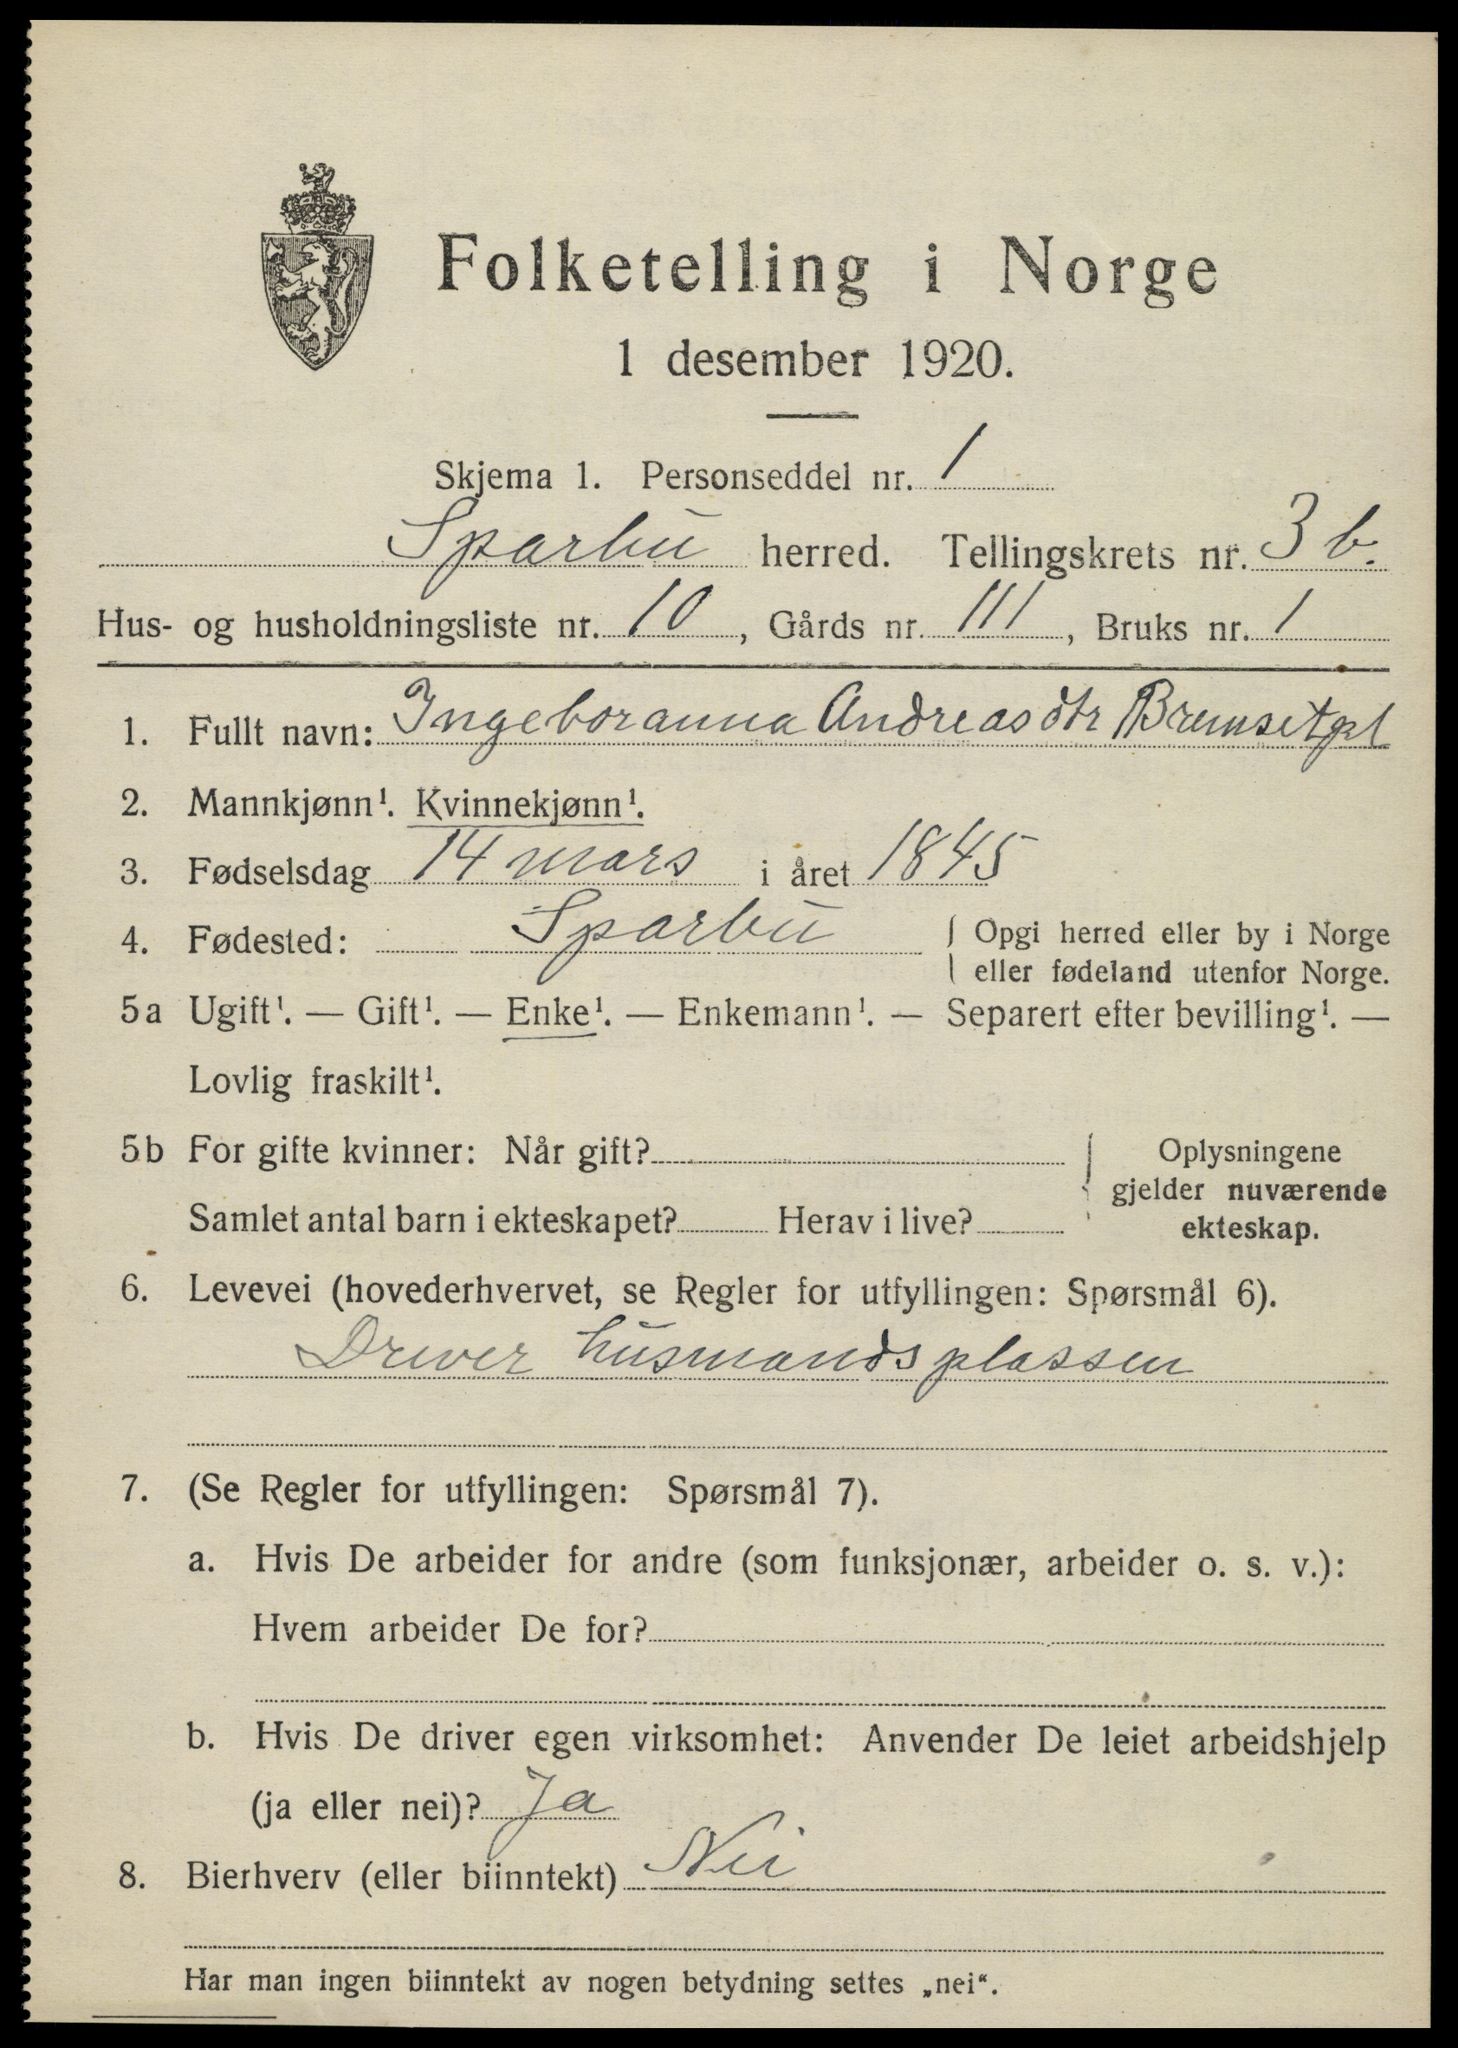 Folketelling i Norge
1 desember 1920.
Skjema 1. Personseddel nr. 1
Sparbu herred. Tellingskrets nr. 3 b.
Hus- og husholdningsliste nr. 10, Gårds nr. 111, Bruks nr. 1
1. Fullt navn: Ingeboranna Andreasdtr Bremsetpl
2. Mannkjønn¹. Kvinnekjønn¹.
3. Fødselsdag 14 mars i året 1845
4. Fødested: Sparbu } Opgi herred eller by i Norge
eller fødeland utenfor Norge.
5a Ugift¹. — Gift¹. — Enke¹. — Enkemann¹. — Separert efter bevilling¹. —
Lovlig fraskilt¹.
5b For gifte kvinner: Når gift? { Oplysningene
gjelder nuværende
Samlet antal barn i ekteskapet? Herav i live? ekteskap.
6. Levevei (hovederhvervet, se Regler for utfyllingen: Spørsmål 6).
Drever husmandsplassen
7. (Se Regler for utfyllingen: Spørsmål 7).
a. Hvis De arbeider for andre (som funksjonær, arbeider o. s. v.):
Hvem arbeider De for?
b. Hvis De driver egen virksomhet: Anvender De leiet arbeidshjelp
(ja eller nei)? Ja
8. Bierhverv (eller biinntekt) Nei
Har man ingen biinntekt av nogen betydning settes „nei“.